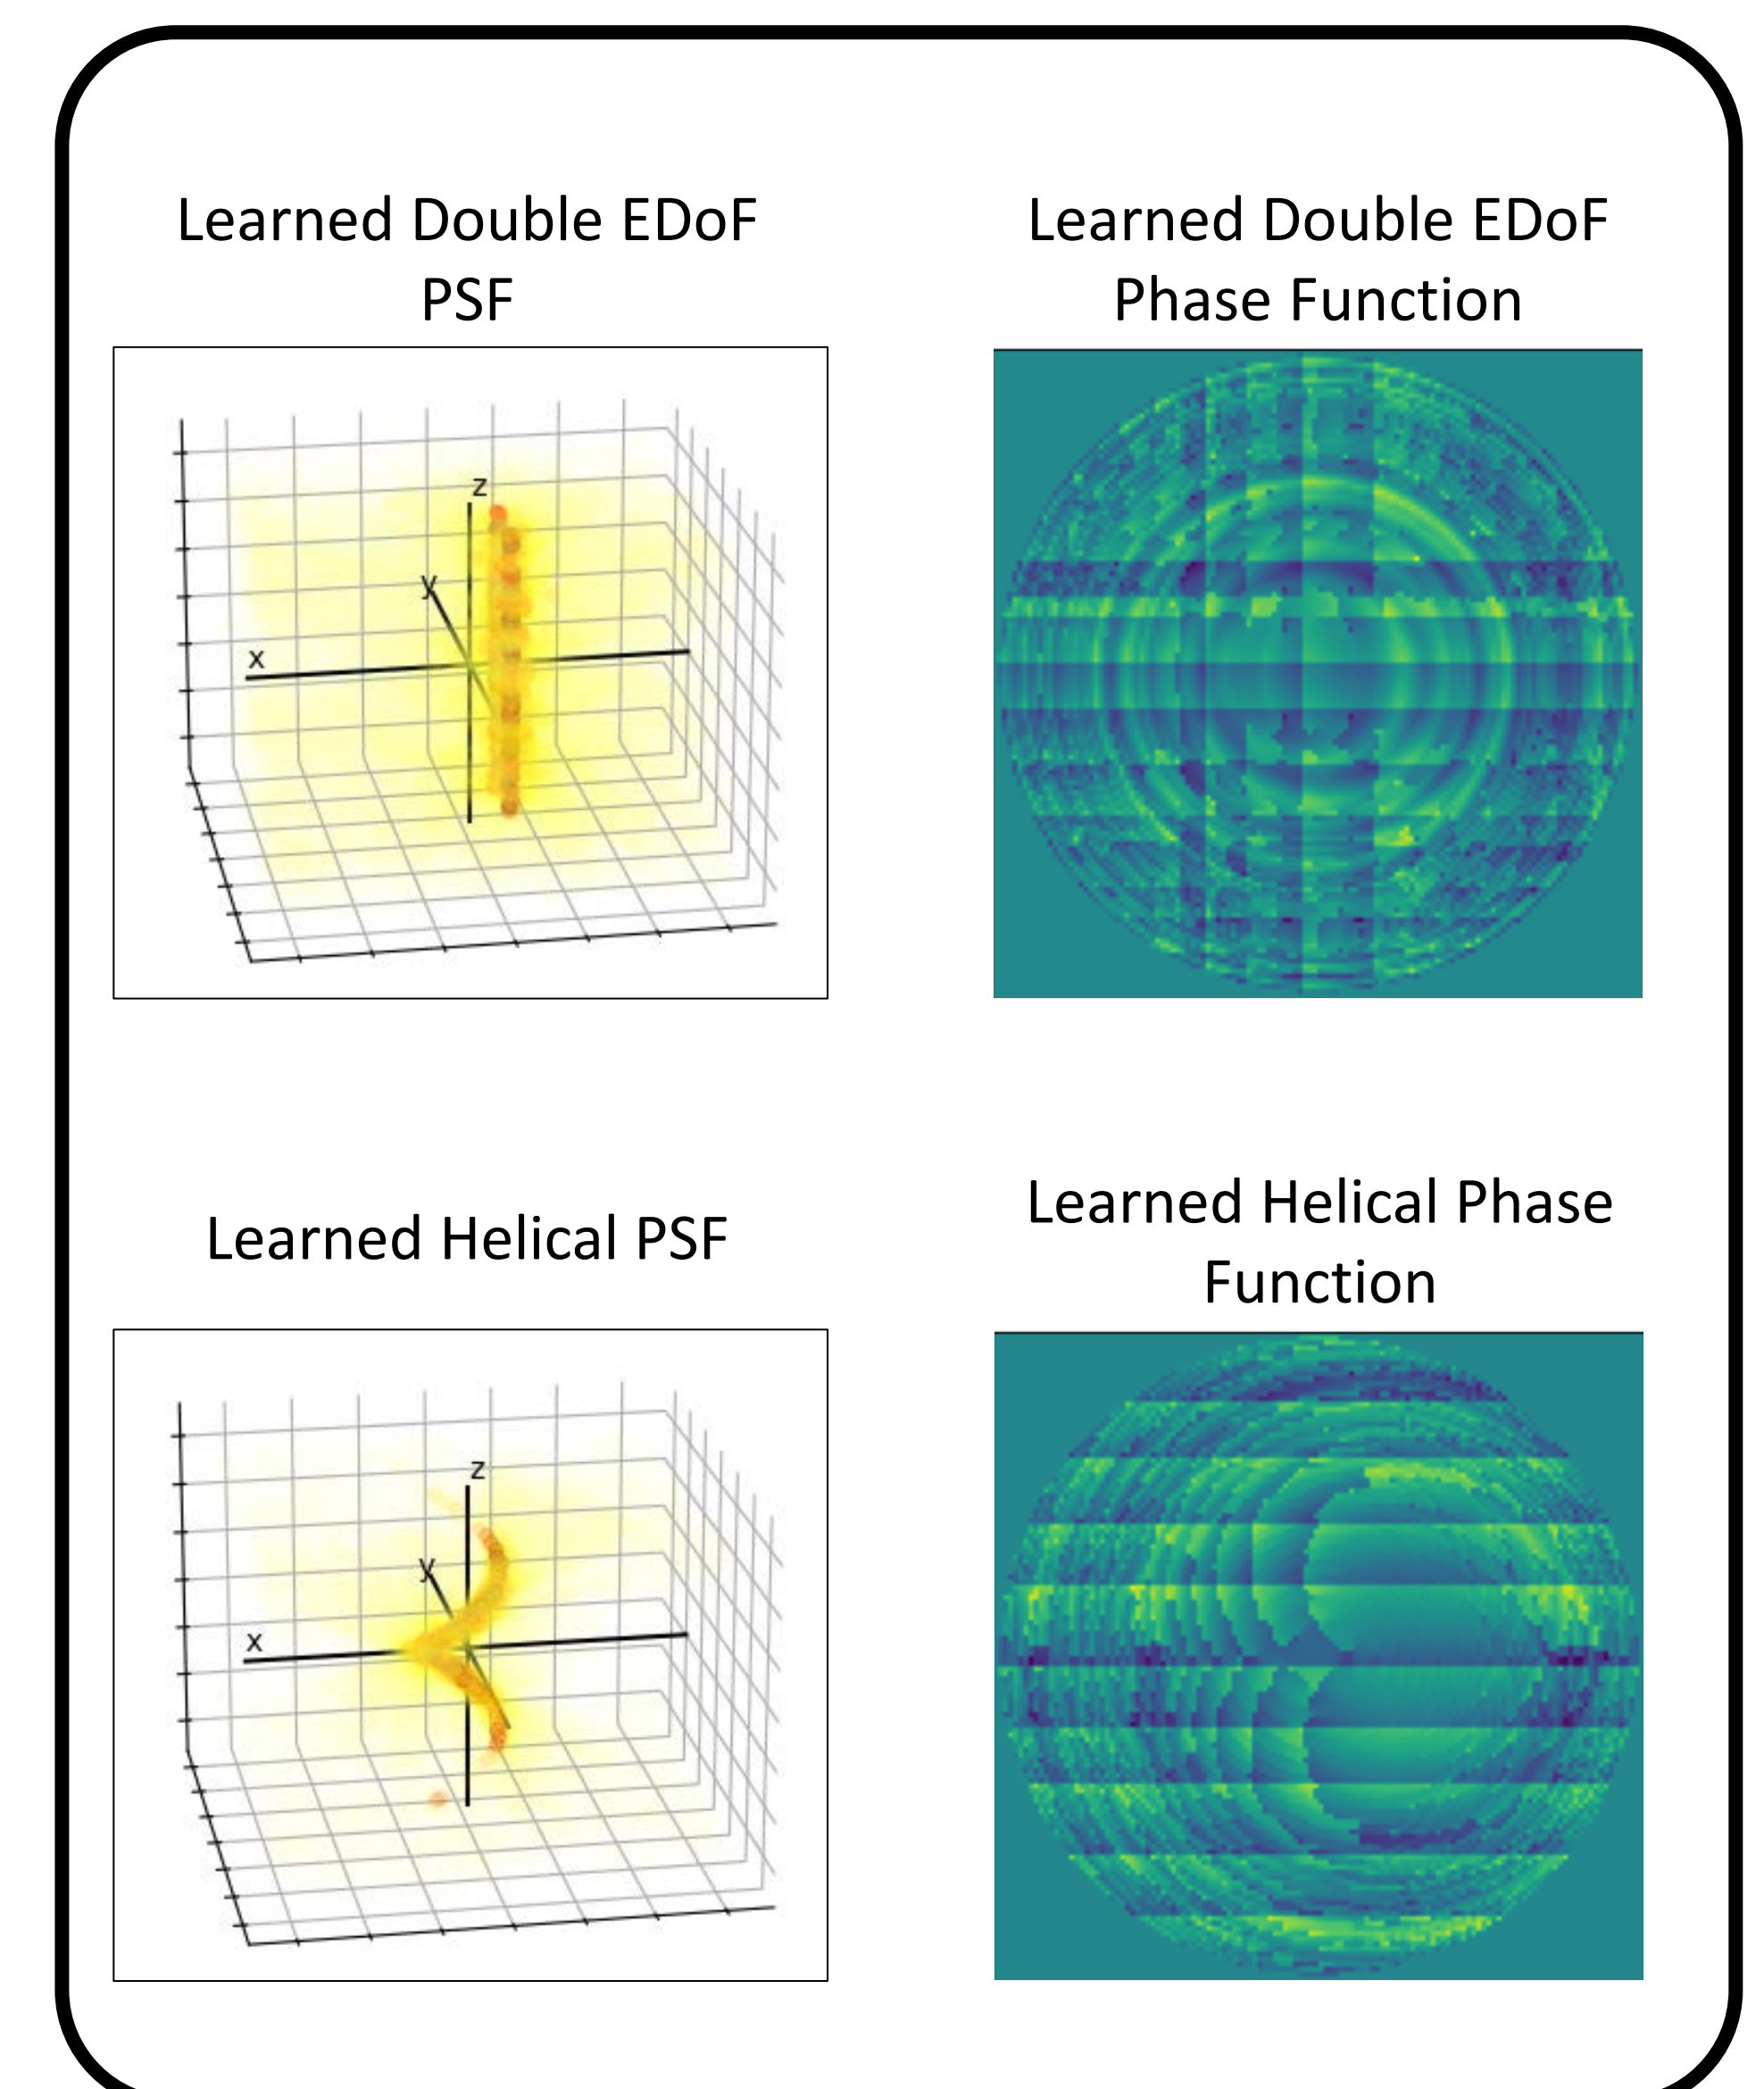 Learned Double EDoF
PSF
Learned Double EDoF
Phase Function
z
y
x
Learned Helical PSF
Learned Helical Phase
Function
z
y
x